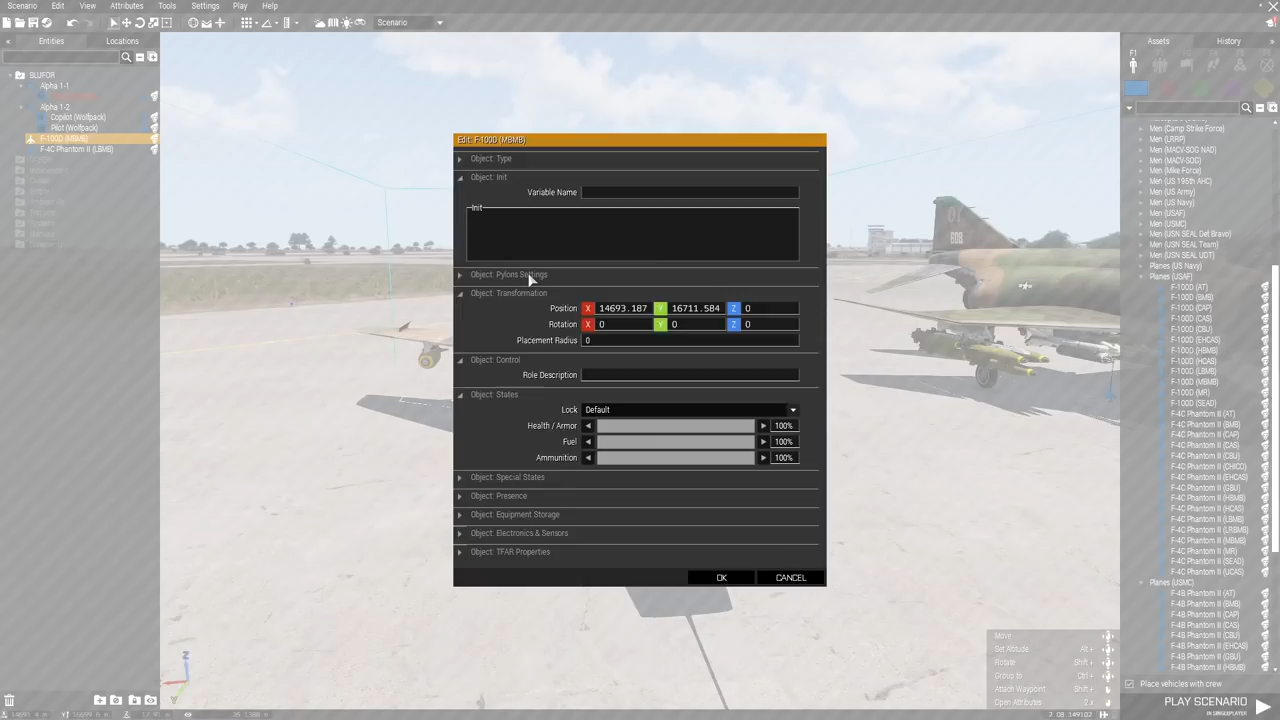 Scenario Edit View Attributes Tools Settings Play Help
Scenario
Entities Locations
BLUFOR
Alpha 1-1
Alpha 1-2
Copilot (Wolfpack)
Pilot (Wolfpack)
F-100D (MBMB)
F-4C Phantom II (LBMB)
Edit: F-100D (MBMB)
Object: Type
Object: Init
Variable Name
Init
Object: Pylons Settings
Object: Transformation
Position X 14693.187 Y 16711.584 Z 0
Rotation X 0 Y 0 Z 0
Placement Radius 0
Object: Control
Role Description
Object: States
Lock Default
Health / Armor 100%
Fuel 100%
Ammunition 100%
Object: Special States
Object: Presence
Object: Equipment Storage
Object: Electronics & Sensors
Object: TFAR Properties
OK CANCEL
Assets History
F1
Men (Camp Strike Force)
Men (LRRP)
Men (MACV-SOG NAD)
Men (MACV-SOG)
Men (Mike Force)
Men (US 195th AHC)
Men (US Army)
Men (US Navy)
Men (USAF)
Men (USMC)
Men (USN SEAL Det Bravo)
Men (USN SEAL Team)
Men (USN SEAL UDT)
Planes (US Navy)
Planes (USAF)
F-100D (AT)
F-100D (BMB)
F-100D (CAP)
F-100D (CAS)
F-100D (CBU)
F-100D (EHCAS)
F-100D (HBMB)
F-100D (HCAS)
F-100D (LBMB)
F-100D (MBMB)
F-100D (MR)
F-100D (SEAD)
F-4C Phantom II (AT)
F-4C Phantom II (BMB)
F-4C Phantom II (CAP)
F-4C Phantom II (CAS)
F-4C Phantom II (CBU)
F-4C Phantom II (CHICO)
F-4C Phantom II (EHCAS)
F-4C Phantom II (GBU)
F-4C Phantom II (HBMB)
F-4C Phantom II (HCAS)
F-4C Phantom II (LBMB)
F-4C Phantom II (LRBMB)
F-4C Phantom II (MBMB)
F-4C Phantom II (MR)
F-4C Phantom II (SEAD)
F-4C Phantom II (UCAS)
Planes (USMC)
F-4B Phantom II (AT)
F-4B Phantom II (BMB)
F-4B Phantom II (CAP)
F-4B Phantom II (CAS)
F-4B Phantom II (CBU)
F-4B Phantom II (EHCAS)
F-4B Phantom II (GBU)
F-4B Phantom II (HBMB)
Place vehicles with crew
PLAY SCENARIO
IN SINGLEPLAYER
Move
Set Altitude Alt +
Rotate Shift +
Group to Ctrl +
Attach Waypoint Shift +
Open Attributes 2 x